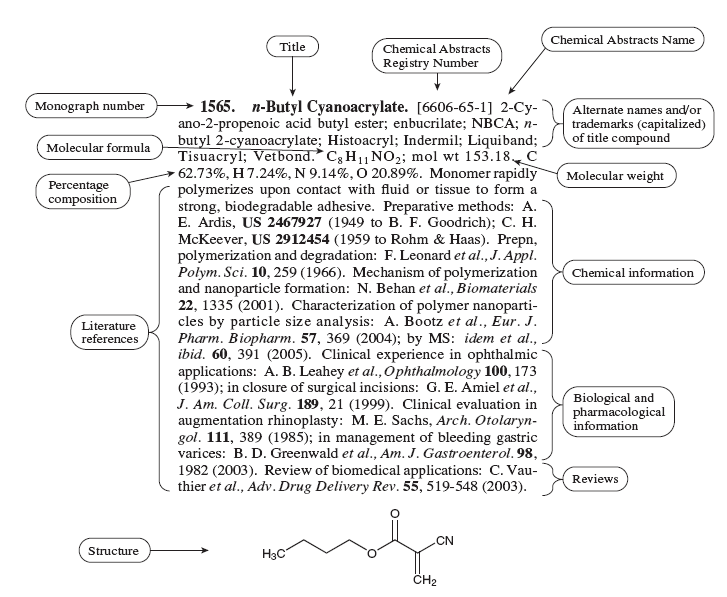 Title
Chemical Abstracts
Registry Number
Chemical Abstracts Name
Monograph number
Molecular formula
Percentage
composition
Literature
references
1565. n-Butyl Cyanoacrylate. [6606-65-1] 2-Cy-
ano-2-propenoic acid butyl ester; enbucrilate; NBCA; n-
butyl 2-cyanoacrylate; Histoacryl; Indermil; Liquiband;
Tisuacryl; Vetbond. C8H11NO2; mol wt 153.18. C
62.73%, H 7.24%, N 9.14%, O 20.89%. Monomer rapidly
polymerizes upon contact with fluid or tissue to form a
strong, biodegradable adhesive. Preparative methods: A.
E. Ardis, US 2467927 (1949 to B. F. Goodrich); C. H.
McKeever, US 2912454 (1959 to Rohm & Haas). Prepn,
polymerization and degradation: F. Leonard et al., J. Appl.
Polym. Sci. 10, 259 (1966). Mechanism of polymerization
and nanoparticle formation: N. Behan et al., Biomaterials
22, 1335 (2001). Characterization of polymer nanoparti-
cles by particle size analysis: A. Bootz et al., Eur. J.
Pharm. Biopharm. 57, 369 (2004); by MS: idem et al.,
ibid. 60, 391 (2005). Clinical experience in ophthalmic
applications: A. B. Leahey et al., Ophthalmology 100, 173
(1993); in closure of surgical incisions: G. E. Amiel et al.,
J. Am. Coll. Surg. 189, 21 (1999). Clinical evaluation in
augmentation rhinoplasty: M. E. Sachs, Arch. Otolaryn-
gol. 111, 389 (1985); in management of bleeding gastric
varices: B. D. Greenwald et al., Am. J. Gastroenterol. 98,
1982 (2003). Review of biomedical applications: C. Vau-
thier et al., Adv. Drug Delivery Rev. 55, 519-548 (2003).
Alternate names and/or
trademarks (capitalized)
of title compound
Molecular weight
Chemical information
Biological and
pharmacological
information
Reviews
Structure
H3C
O
O
CN
CH2